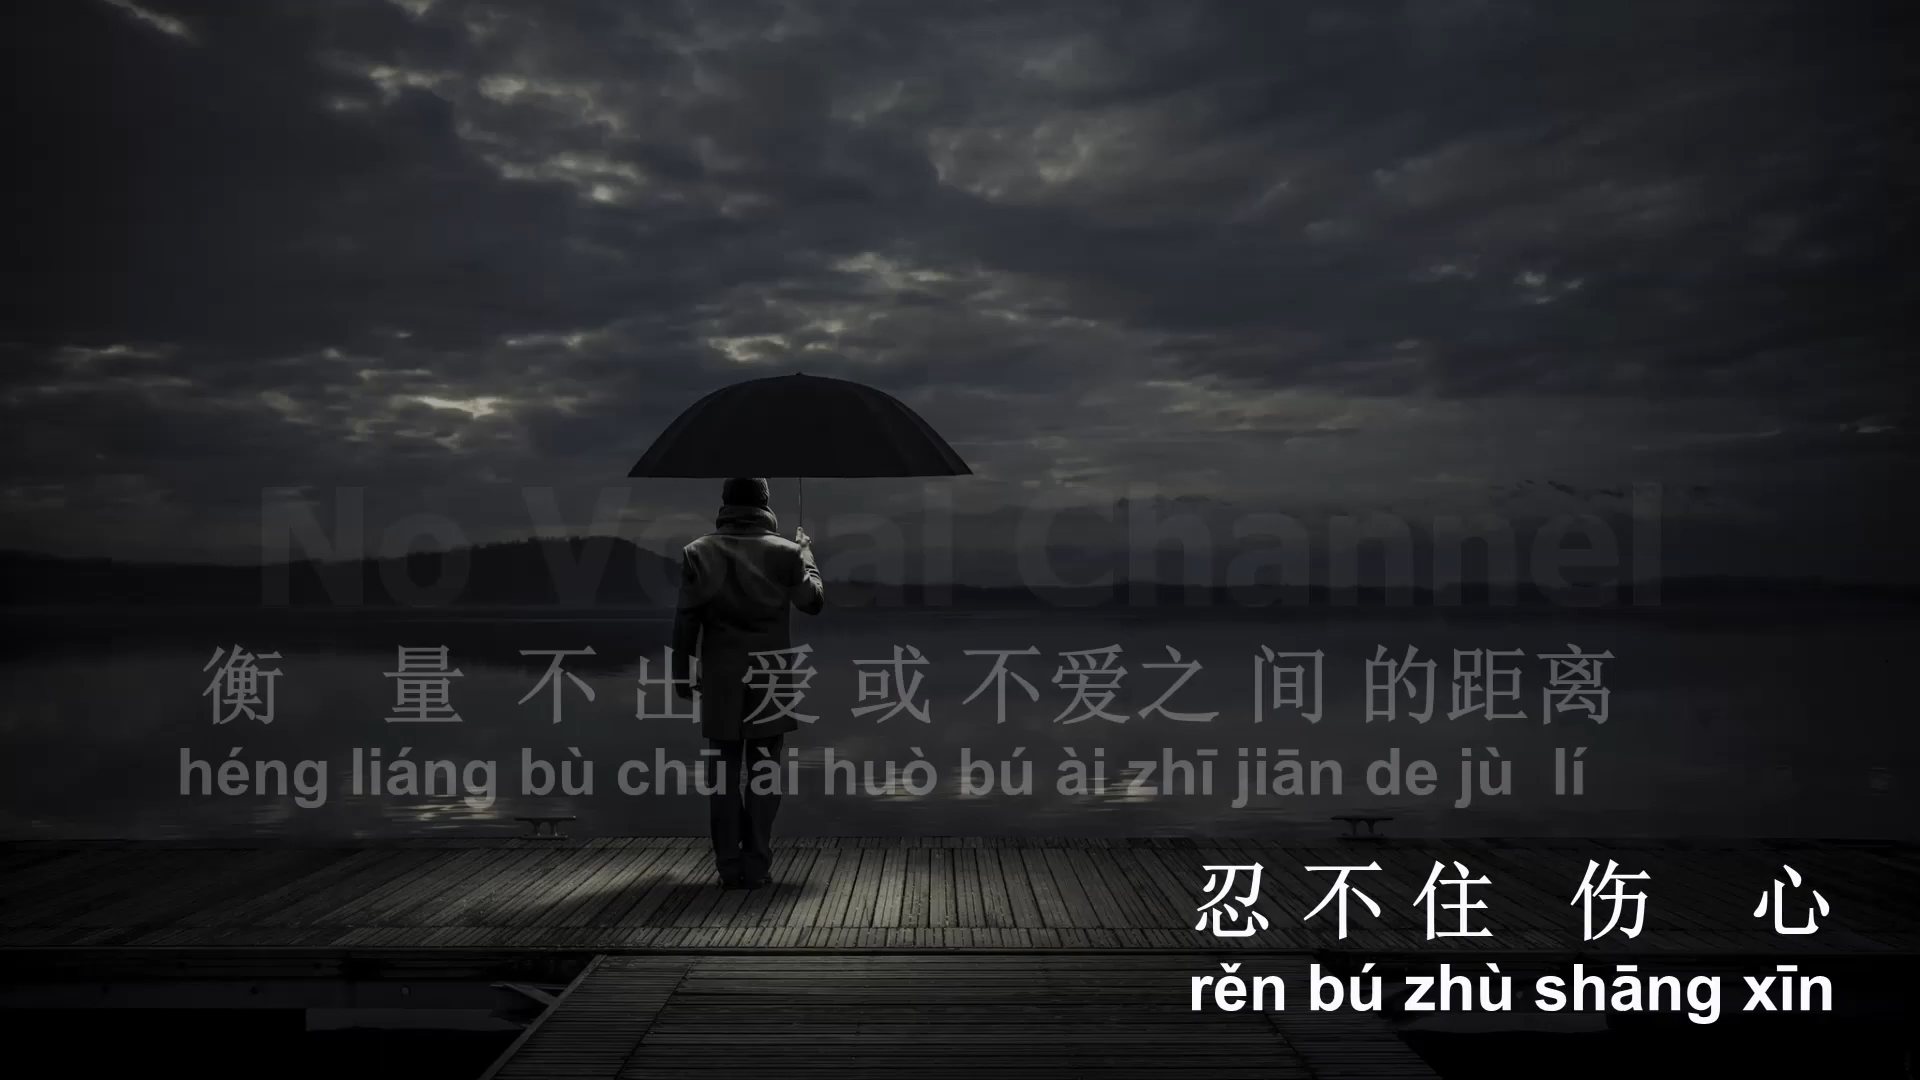 No Vocal Channel
衡量不出爱或不爱之间的距离
héng liáng bù chū ài huò bú ài zhī jiān de jù lí
忍不住伤心
rěn bú zhù shāng xīn